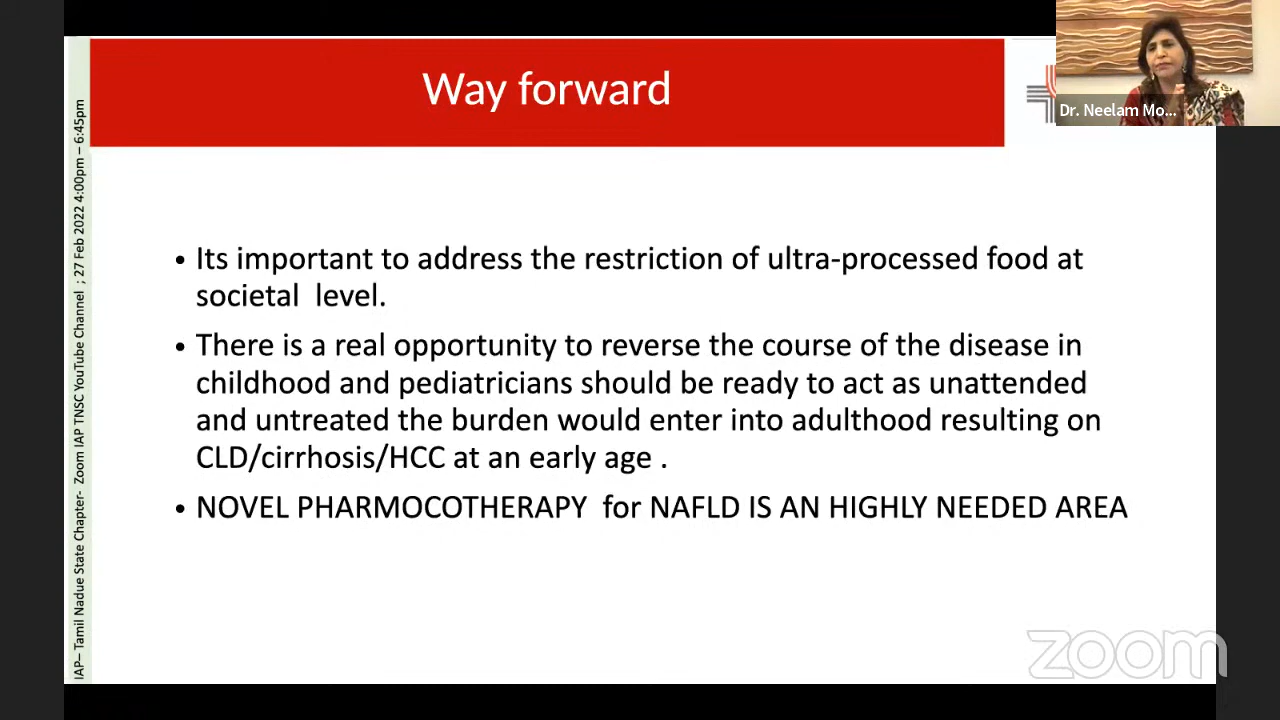 Way forward
Dr. Neelam Mo...
IAP– Tamil Nadue State Chapter- Zoom IAP TNSC YouTube Channel ; 27 Feb 2022 4:00pm – 6:45pm
• Its important to address the restriction of ultra-processed food at
societal level.
• There is a real opportunity to reverse the course of the disease in
childhood and pediatricians should be ready to act as unattended
and untreated the burden would enter into adulthood resulting on
CLD/cirrhosis/HCC at an early age .
• NOVEL PHARMOCOTHERAPY for NAFLD IS AN HIGHLY NEEDED AREA
zoom